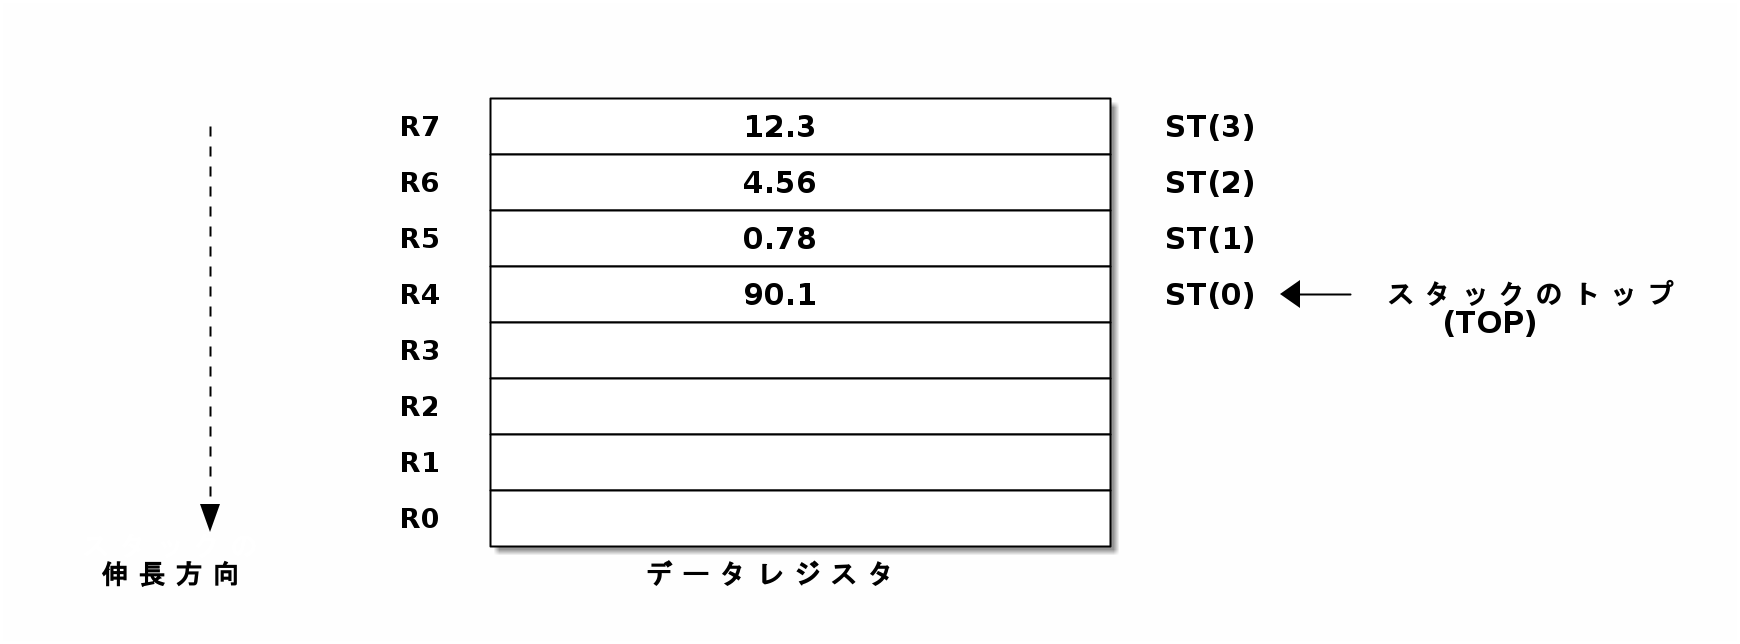 R7 12.3 ST(3)
R6 4.56 ST(2)
R5 0.78 ST(1)
R4 90.1 ST(0) スタックのトップ
(TOP)
R3
R2
R1
R0
伸長方向 データレジスタ